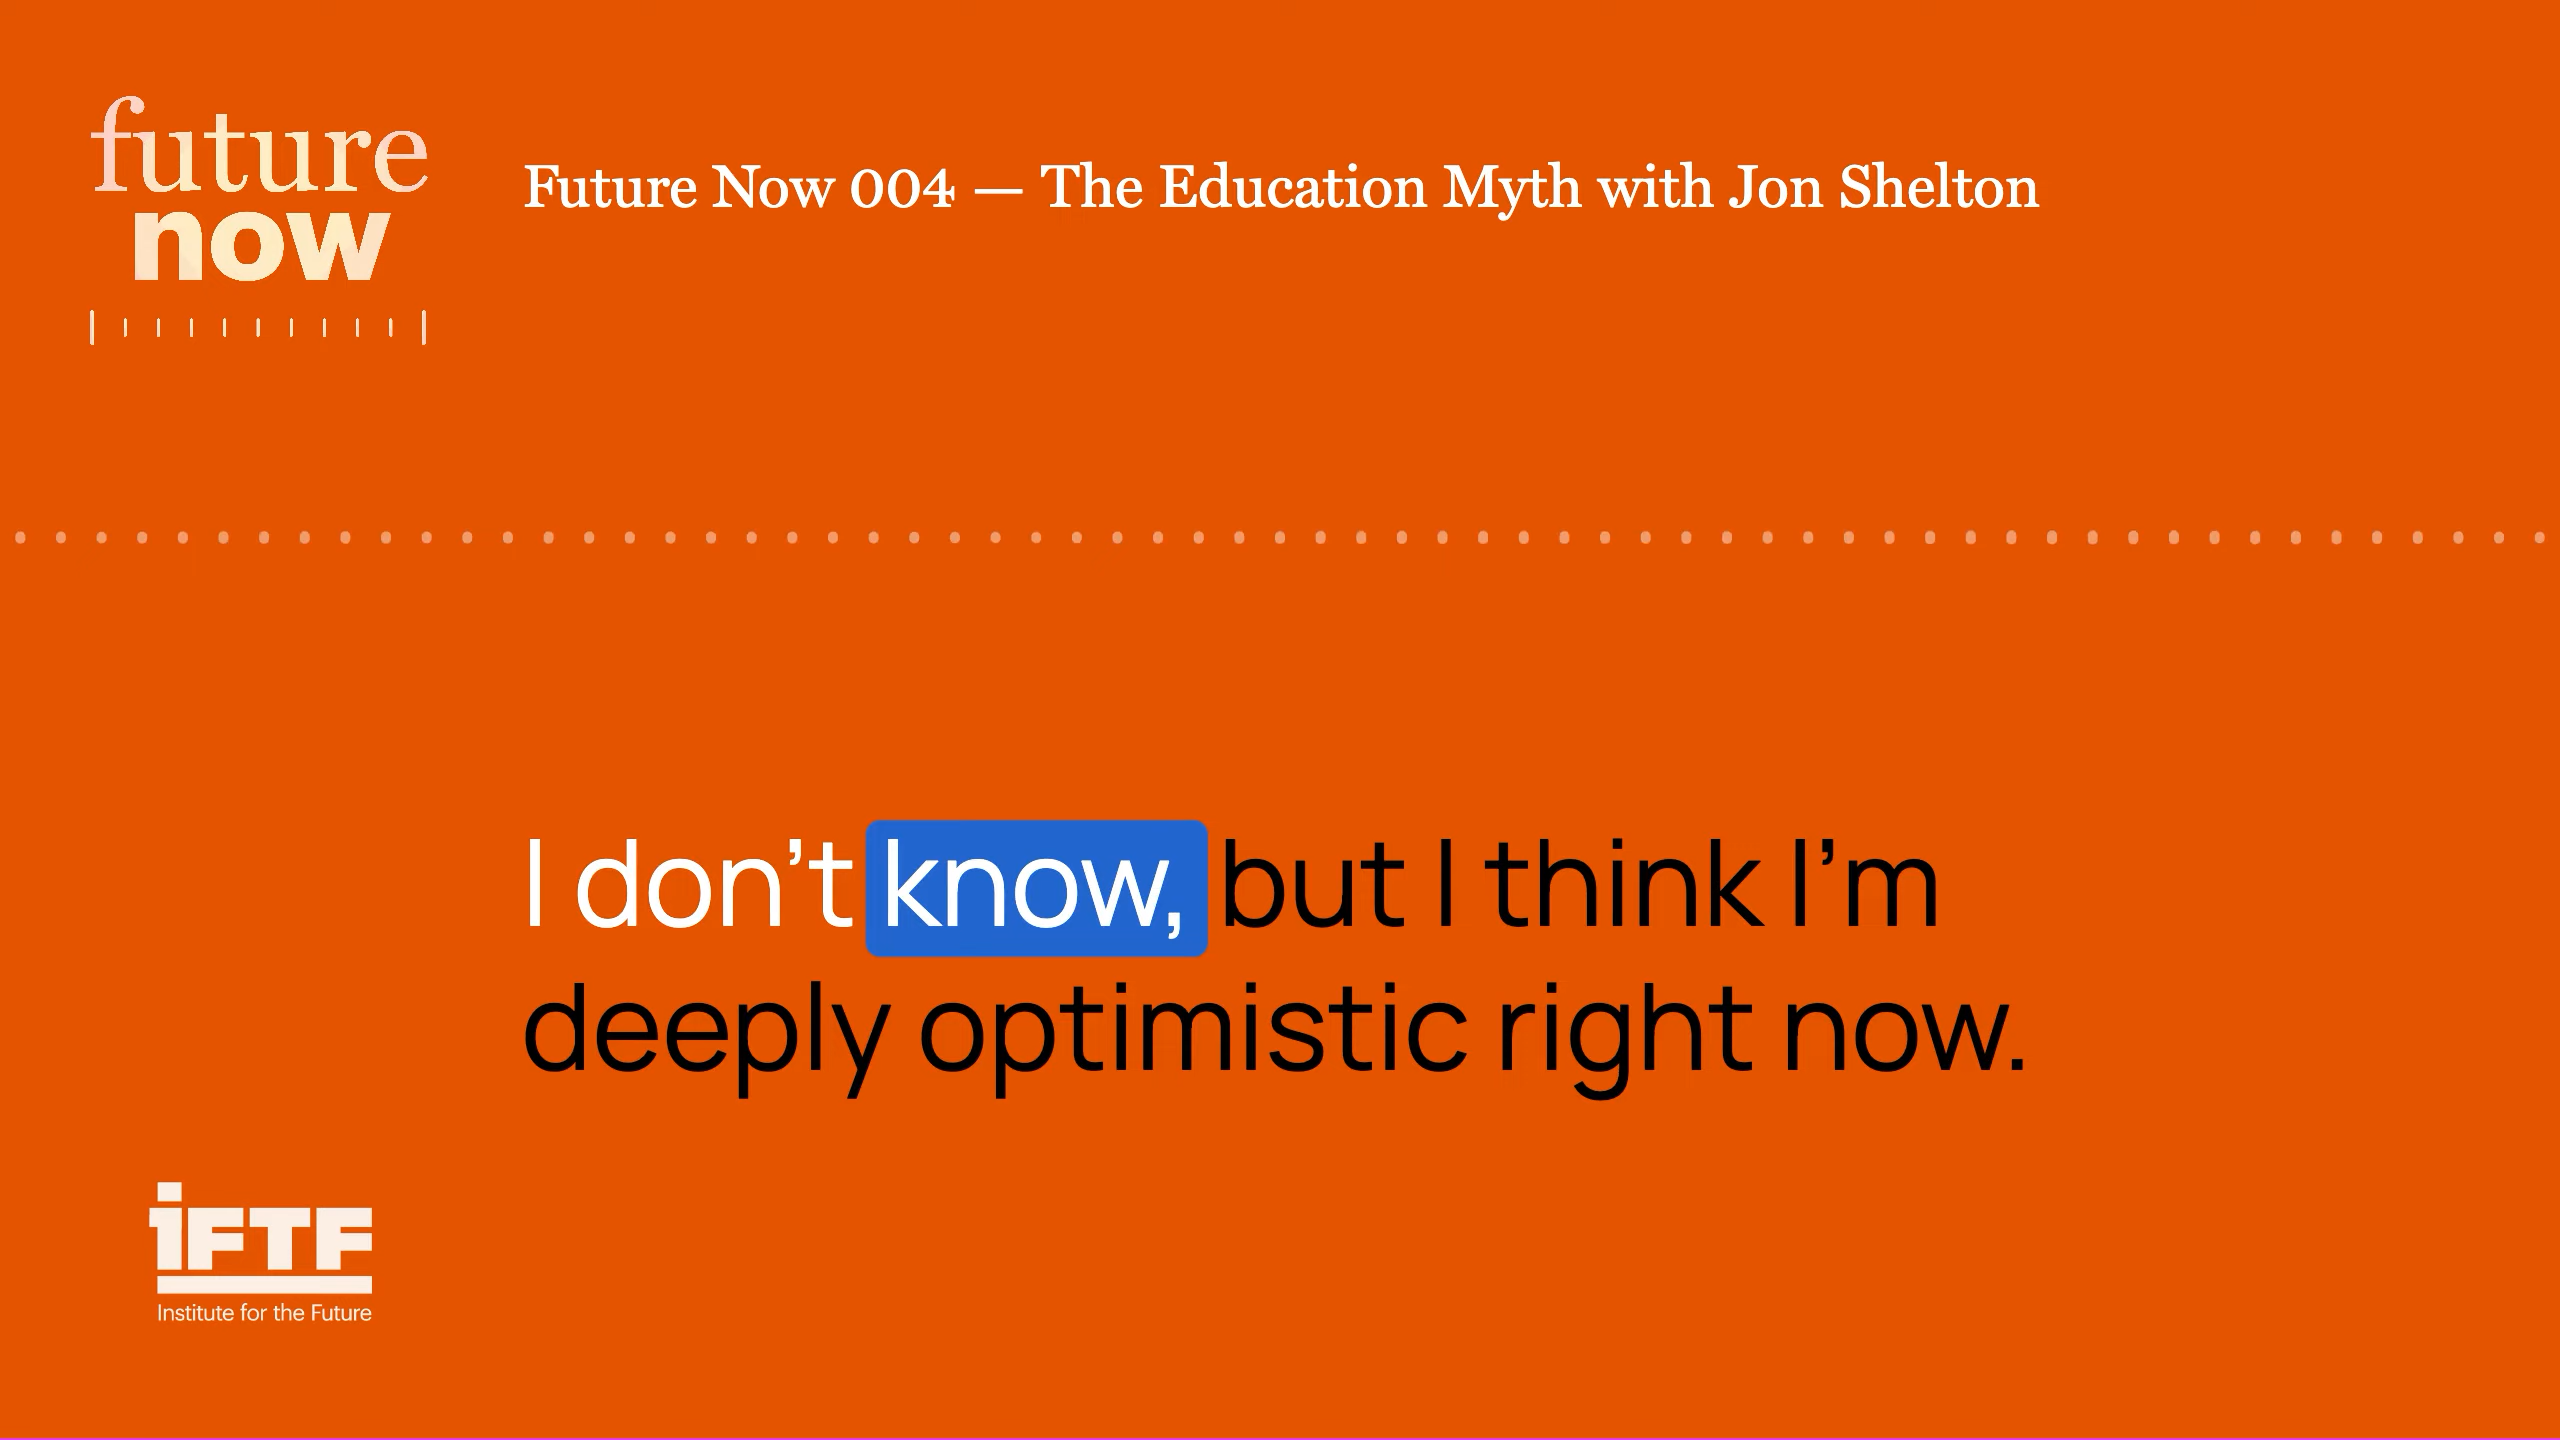 future
now
Future Now 004 — The Education Myth with Jon Shelton
I don’t know, but I think I’m
deeply optimistic right now.
iFTF
Institute for the Future